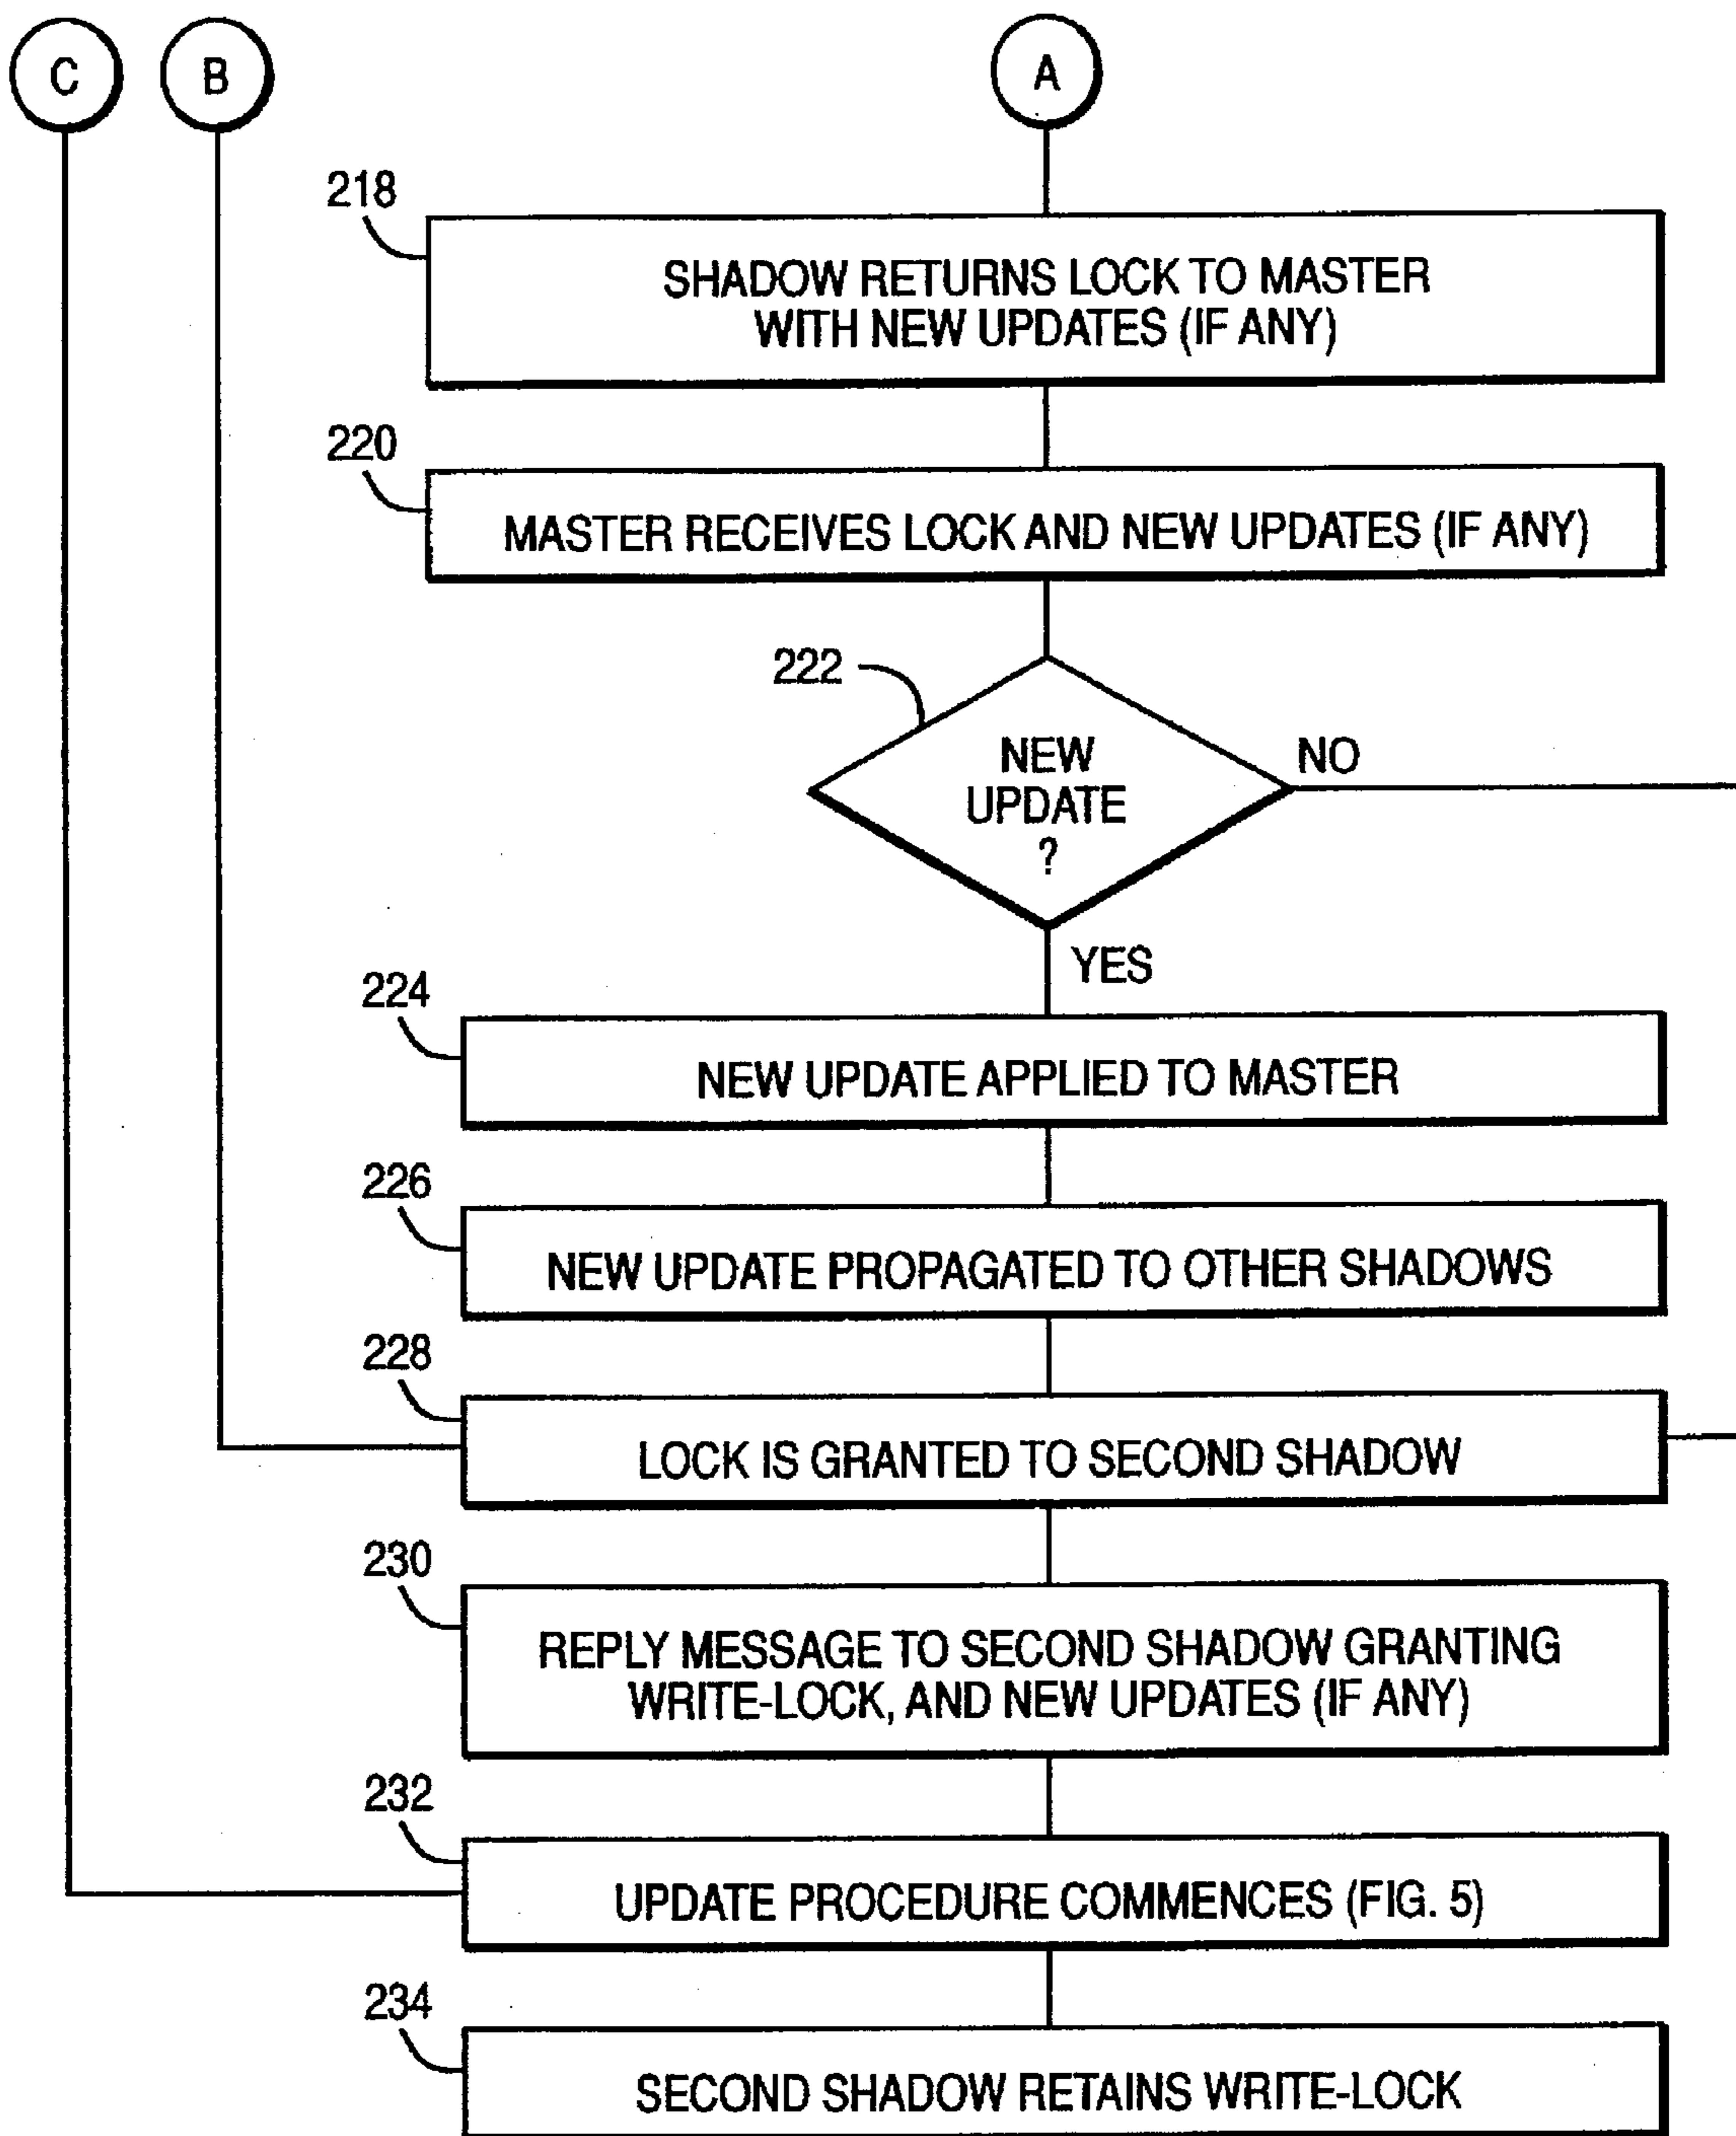 C
B
A
218
SHADOW RETURNS LOCK TO MASTER
WITH NEW UPDATES (IF ANY)
220
MASTER RECEIVES LOCK AND NEW UPDATES (IF ANY)
222
NEW
UPDATE
?
NO
YES
224
NEW UPDATE APPLIED TO MASTER
226
NEW UPDATE PROPAGATED TO OTHER SHADOWS
228
LOCK IS GRANTED TO SECOND SHADOW
230
REPLY MESSAGE TO SECOND SHADOW GRANTING
WRITE-LOCK, AND NEW UPDATES (IF ANY)
232
UPDATE PROCEDURE COMMENCES (FIG. 5)
234
SECOND SHADOW RETAINS WRITE-LOCK